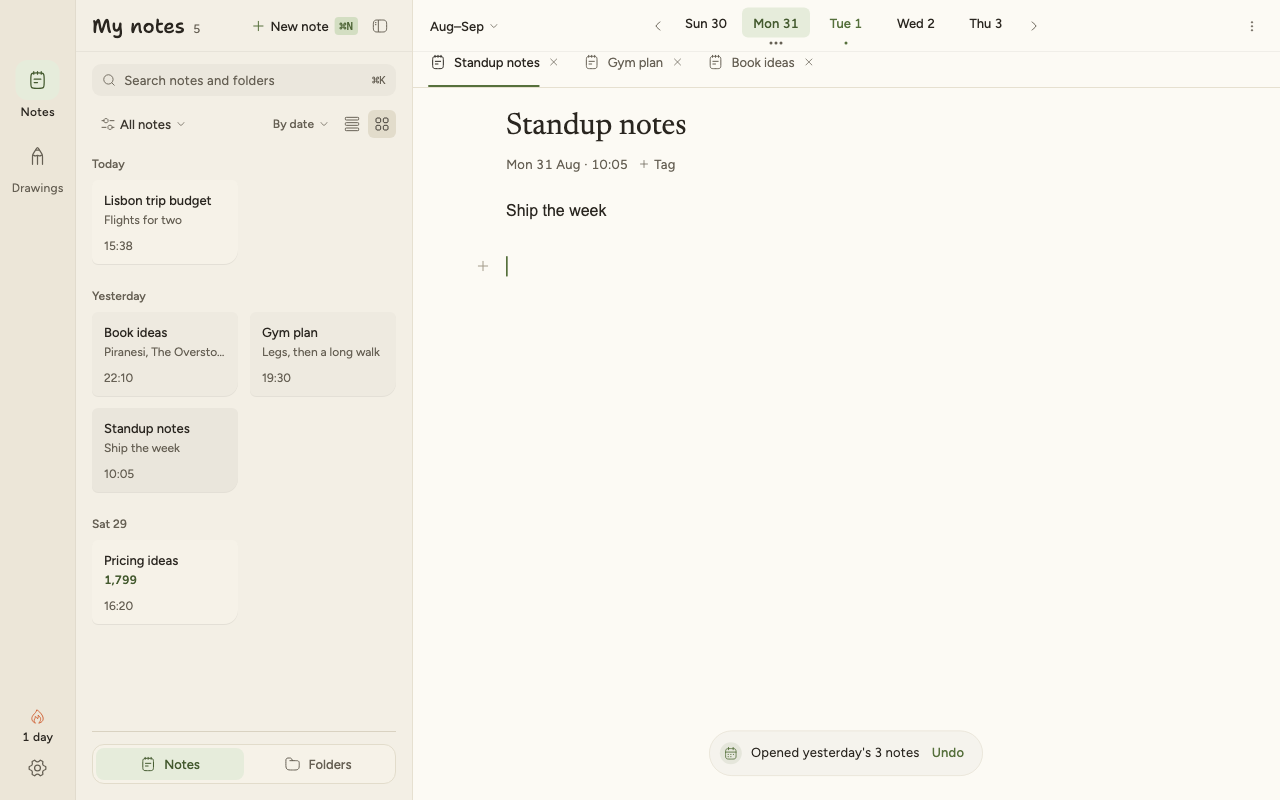 My notes 5
New note ⌘N
Aug–Sep
Sun 30
Mon 31
Tue 1
Wed 2
Thu 3
Notes
Drawings
Search notes and folders ⌘K
All notes
By date
Today
Lisbon trip budget
Flights for two
15:38
Yesterday
Book ideas
Piranesi, The Oversto...
22:10
Gym plan
Legs, then a long walk
19:30
Standup notes
Ship the week
10:05
Sat 29
Pricing ideas
1,799
16:20
1 day
Notes
Folders
Standup notes
Gym plan
Book ideas
Standup notes
Mon 31 Aug · 10:05 + Tag
Ship the week
Opened yesterday's 3 notes Undo